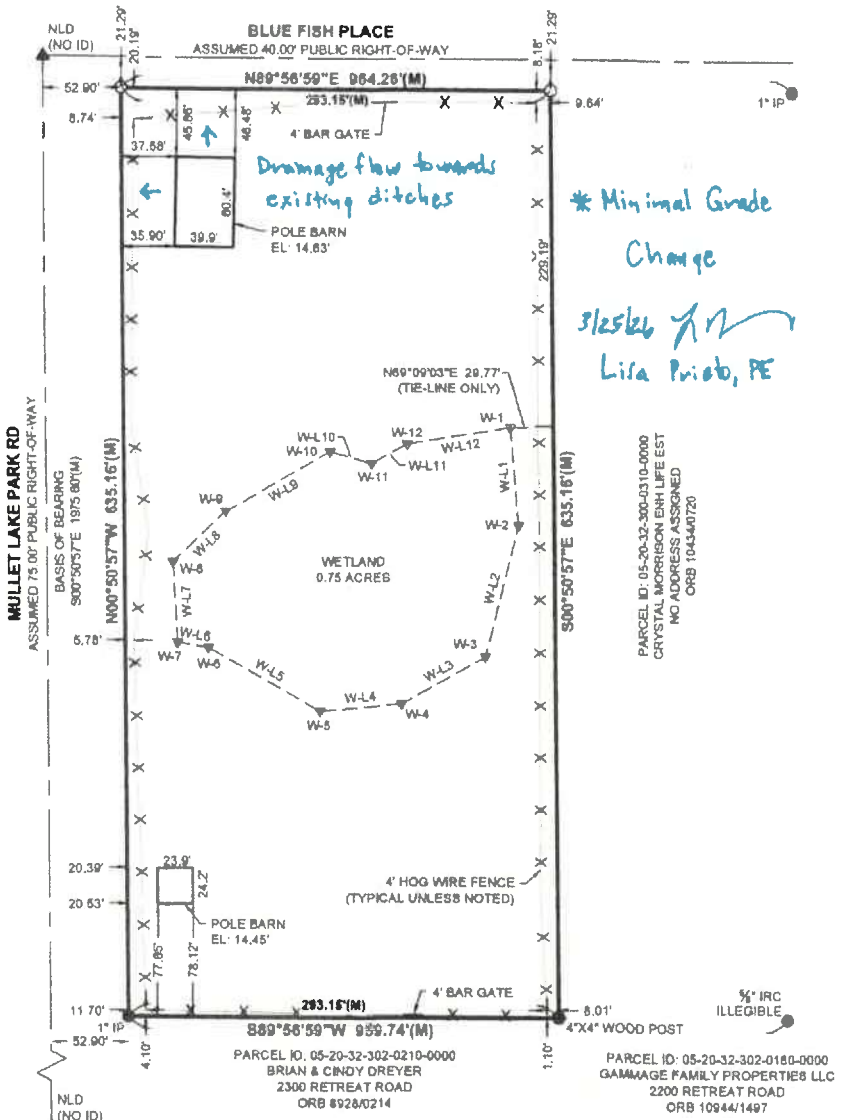 BLUE FISH PLACE
ASSUMED 40.00' PUBLIC RIGHT-OF-WAY
NLD
(NO ID)
21.29'
20.19'
8.18'
21.29'
N89°56'59"E 964.26'(M)
293.15'(M)
52.90'
8.74'
9.64'
1" IP
4' BAR GATE
45.86'
46.48'
37.58'
Drainage flow towards
existing ditches
60.4'
POLE BARN
EL: 14.63'
35.90'
39.9'
229.19'
* Minimal Grade
Change
3/25/26
Lisa Prieto, PE
N69°09'03"E 29.77'
(TIE-LINE ONLY)
W-1
W-12
W-L12
W-L10
W-10
W-L11
W-11
W-L1
W-L9
W-9
W-2
W-L8
W-8
WETLAND
0.75 ACRES
W-L2
W-L7
W-L6
W-7
W-6
W-3
W-L5
W-L3
W-L4
W-4
W-5
5.78'
MULLET LAKE PARK RD
ASSUMED 75.00' PUBLIC RIGHT-OF-WAY
BASIS OF BEARING
S00°50'57"E 1975.60'(M)
N00°50'57"W 635.16'(M)
S00°50'57"E 635.16'(M)
PARCEL ID: 05-20-32-300-0310-0000
CRYSTAL MORRISON ENH LIFE EST
NO ADDRESS ASSIGNED
ORB 10434/0720
20.39'
23.9'
24.2'
20.53'
4' HOG WIRE FENCE
(TYPICAL UNLESS NOTED)
POLE BARN
EL: 14.45'
77.85'
78.12'
293.15'(M)
4' BAR GATE
11.70'
1" IP
52.90'
4.10'
S89°56'59"W 959.74'(M)
8.01'
4"X4" WOOD POST
1.10'
5/8" IRC
ILLEGIBLE
PARCEL ID. 05-20-32-302-0210-0000
BRIAN & CINDY DREYER
2300 RETREAT ROAD
ORB 8928/0214
PARCEL ID: 05-20-32-302-0180-0000
GAMMAGE FAMILY PROPERTIES LLC
2200 RETREAT ROAD
ORB 10944/1497
NLD
(NO ID)